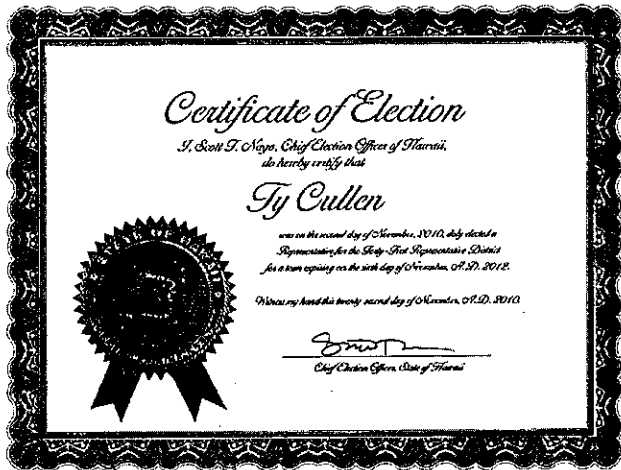 Certificate of Election
I, Scott T. Nago, Chief Election Officer of Hawaii,
do hereby certify that
Ty Cullen
was on the second day of November, 2010, duly elected a
Representative for the Forty-First Representative District
for a term expiring on the sixth day of November, A.D. 2012.
Witness my hand this twenty second day of November, A.D. 2010.
Chief Election Officer, State of Hawaii
STATE OF HAWAII